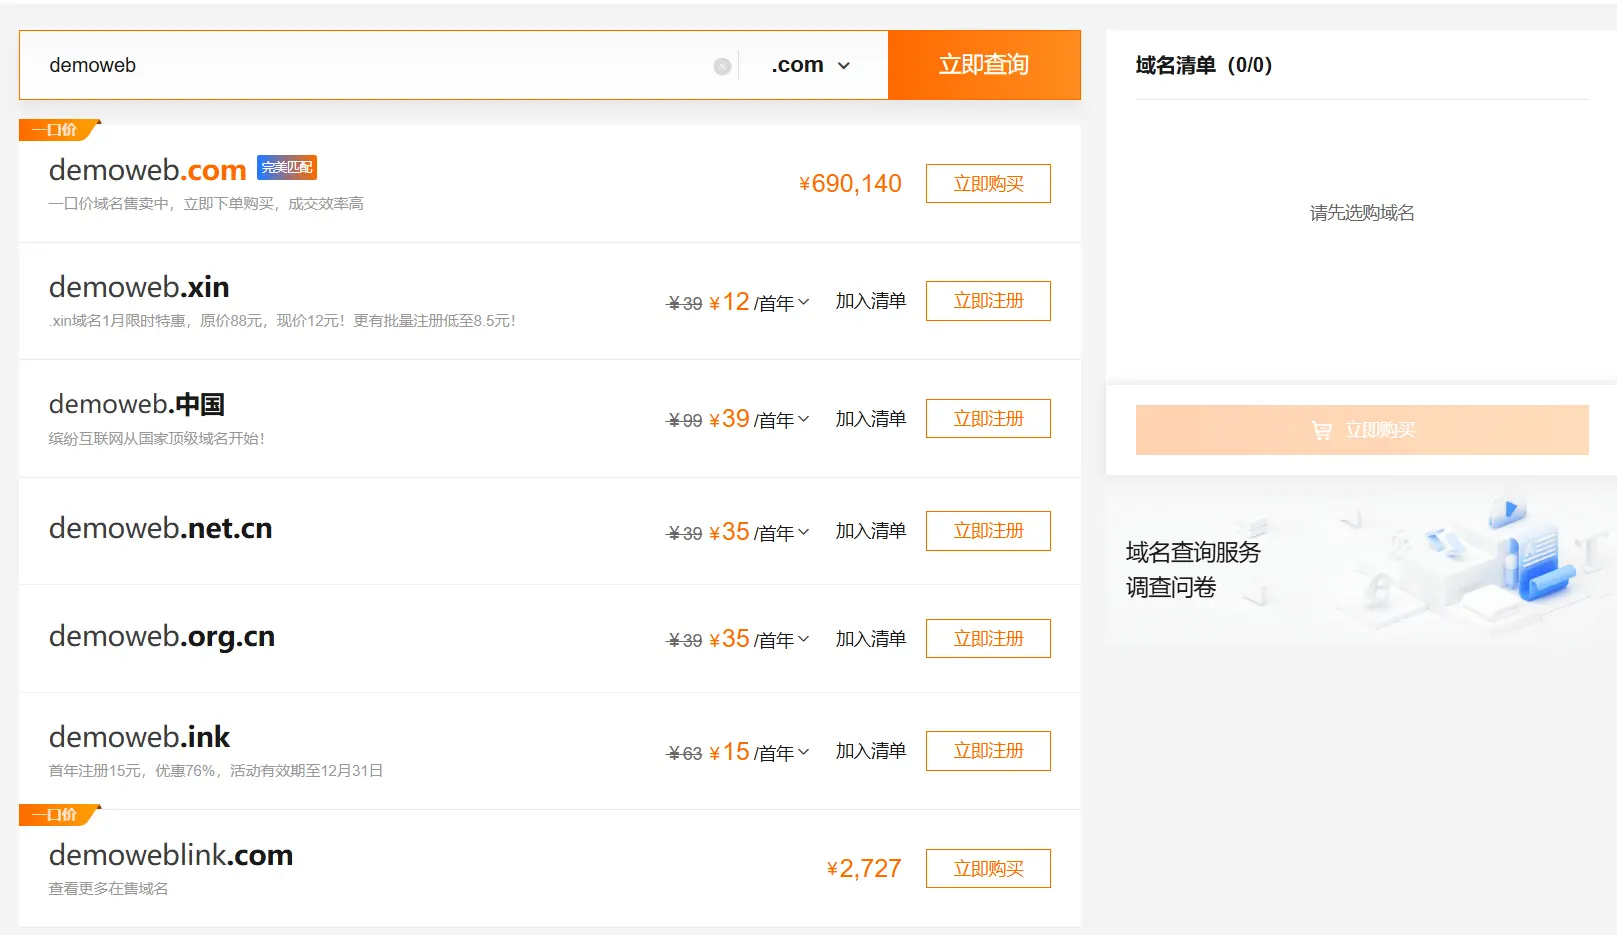 demoweb
.com
立即查询
一口价
demoweb.com 完美匹配
一口价域名售卖中，立即下单购买，成交效率高
¥690,140
立即购买
demoweb.xin
.xin域名1月限时特惠，原价88元，现价12元！更有批量注册低至8.5元！
¥39 ¥12 /首年
加入清单
立即注册
demoweb.中国
缤纷互联网从国家顶级域名开始！
¥99 ¥39 /首年
加入清单
立即注册
demoweb.net.cn
¥39 ¥35 /首年
加入清单
立即注册
demoweb.org.cn
¥39 ¥35 /首年
加入清单
立即注册
demoweb.ink
首年注册15元，优惠76%，活动有效期至12月31日
¥63 ¥15 /首年
加入清单
立即注册
一口价
demoweblink.com
查看更多在售域名
¥2,727
立即购买
域名清单（0/0）
请先选购域名
立即购买
域名查询服务
调查问卷